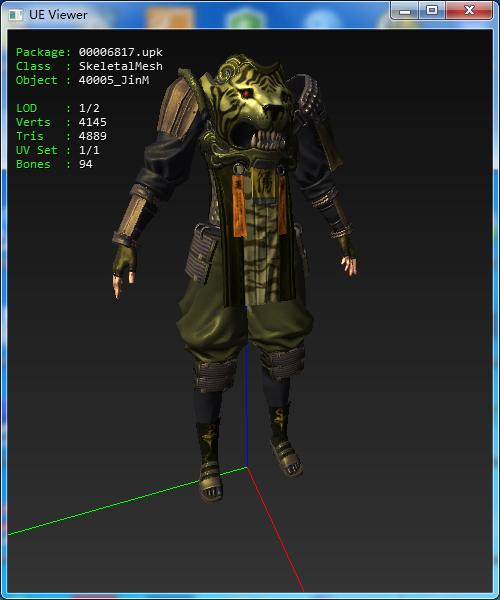 UE Viewer
Package: 00006817.upk
Class : SkeletalMesh
Object : 40005_JinM
LOD : 1/2
Verts : 4145
Tris : 4889
UV Set : 1/1
Bones : 94